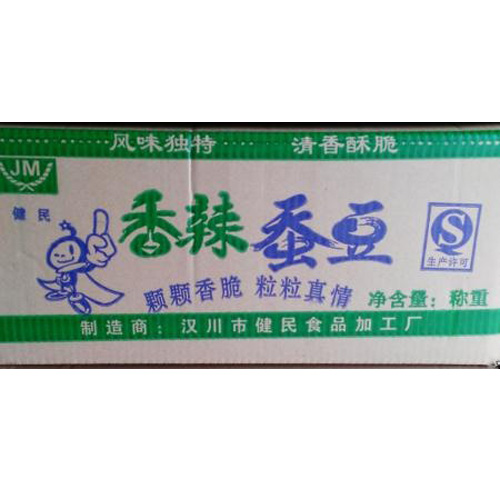 风味独特 清香酥脆
JM
健民
香辣 蚕豆
生产许可
颗颗香脆 粒粒真情 净含量：称重
制造商：汉川市健民食品加工厂